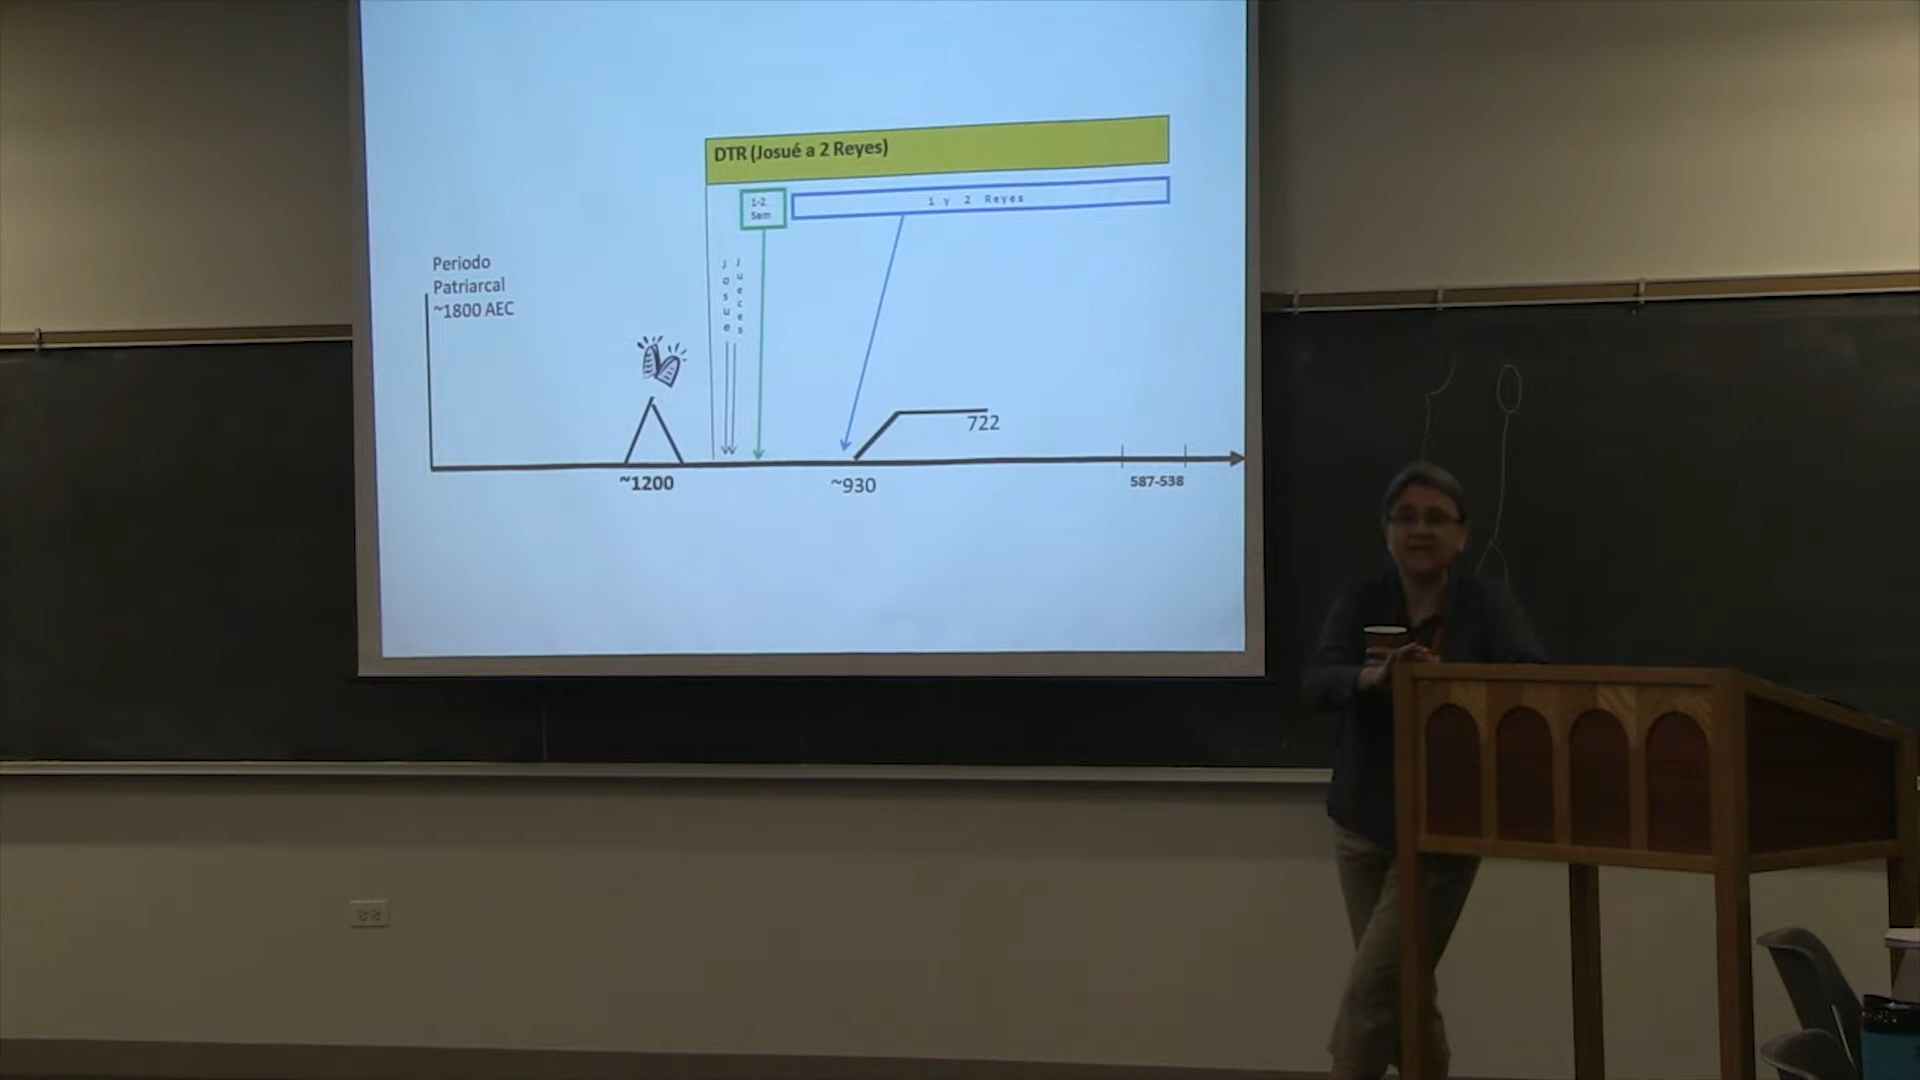 DTR (Josué a 2 Reyes)
1-2
Sam
1 y 2 Reyes
Periodo
Patriarcal
~1800 AEC
Josue
Jueces
722
~1200
~930
587-538